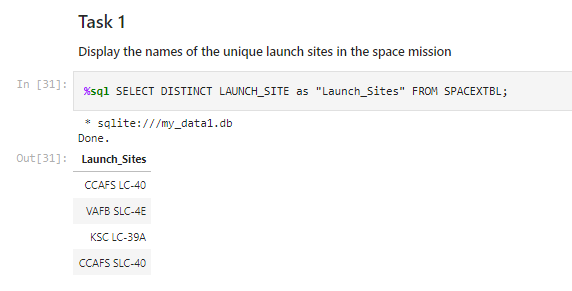 Task 1
Display the names of the unique launch sites in the space mission
In [31]: %sql SELECT DISTINCT LAUNCH_SITE as "Launch_Sites" FROM SPACEXTBL;
* sqlite:///my_data1.db
Done.
Out[31]: Launch_Sites
CCAFS LC-40
VAFB SLC-4E
KSC LC-39A
CCAFS SLC-40